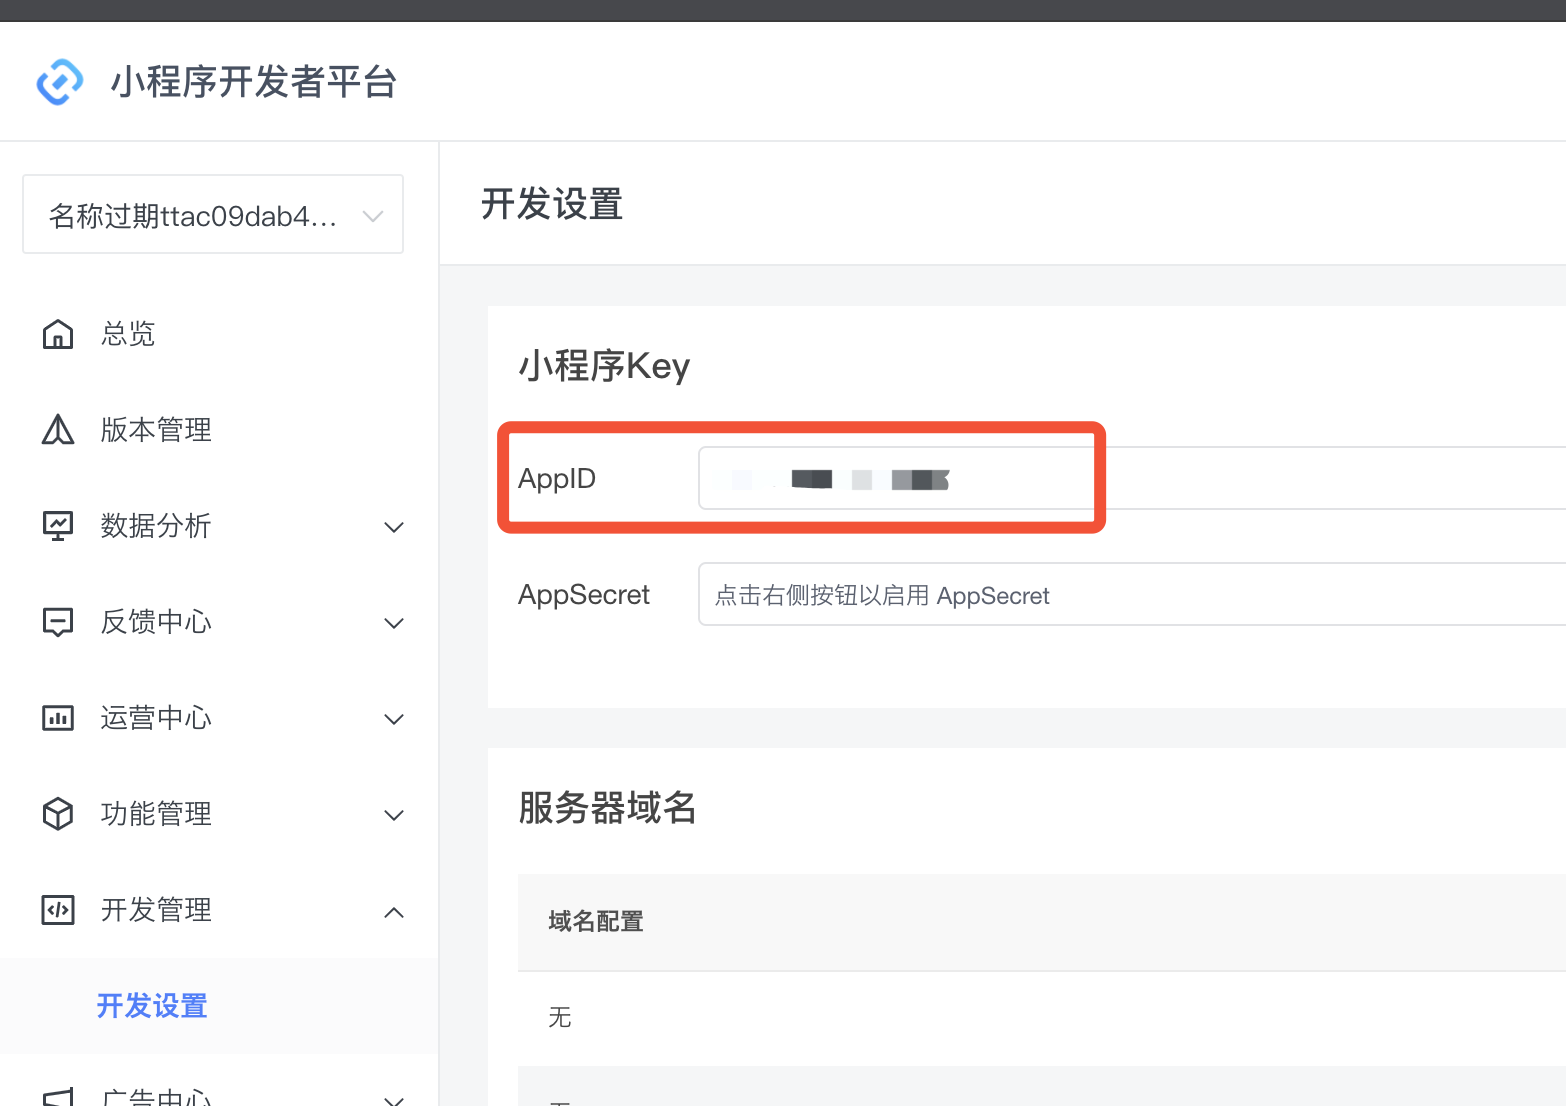 小程序开发者平台
名称过期ttac09dab4...
总览
版本管理
数据分析
反馈中心
运营中心
功能管理
开发管理
开发设置
广告中心
开发设置
小程序Key
AppID
AppSecret
点击右侧按钮以启用 AppSecret
服务器域名
域名配置
无